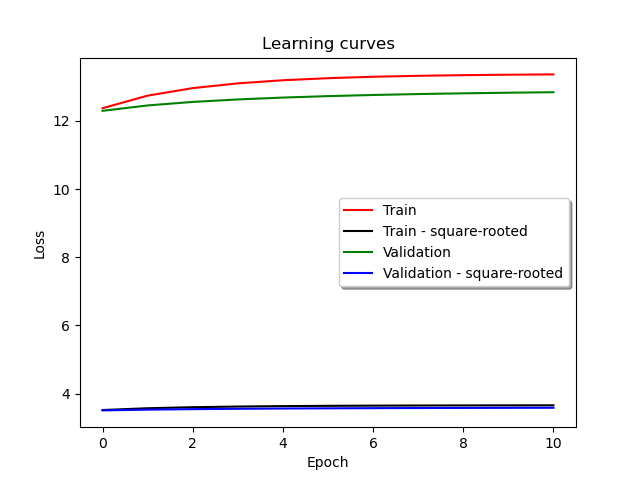 Learning curves
12
10
8
6
4
Loss
Train
Train - square-rooted
Validation
Validation - square-rooted
0 2 4 6 8 10
Epoch